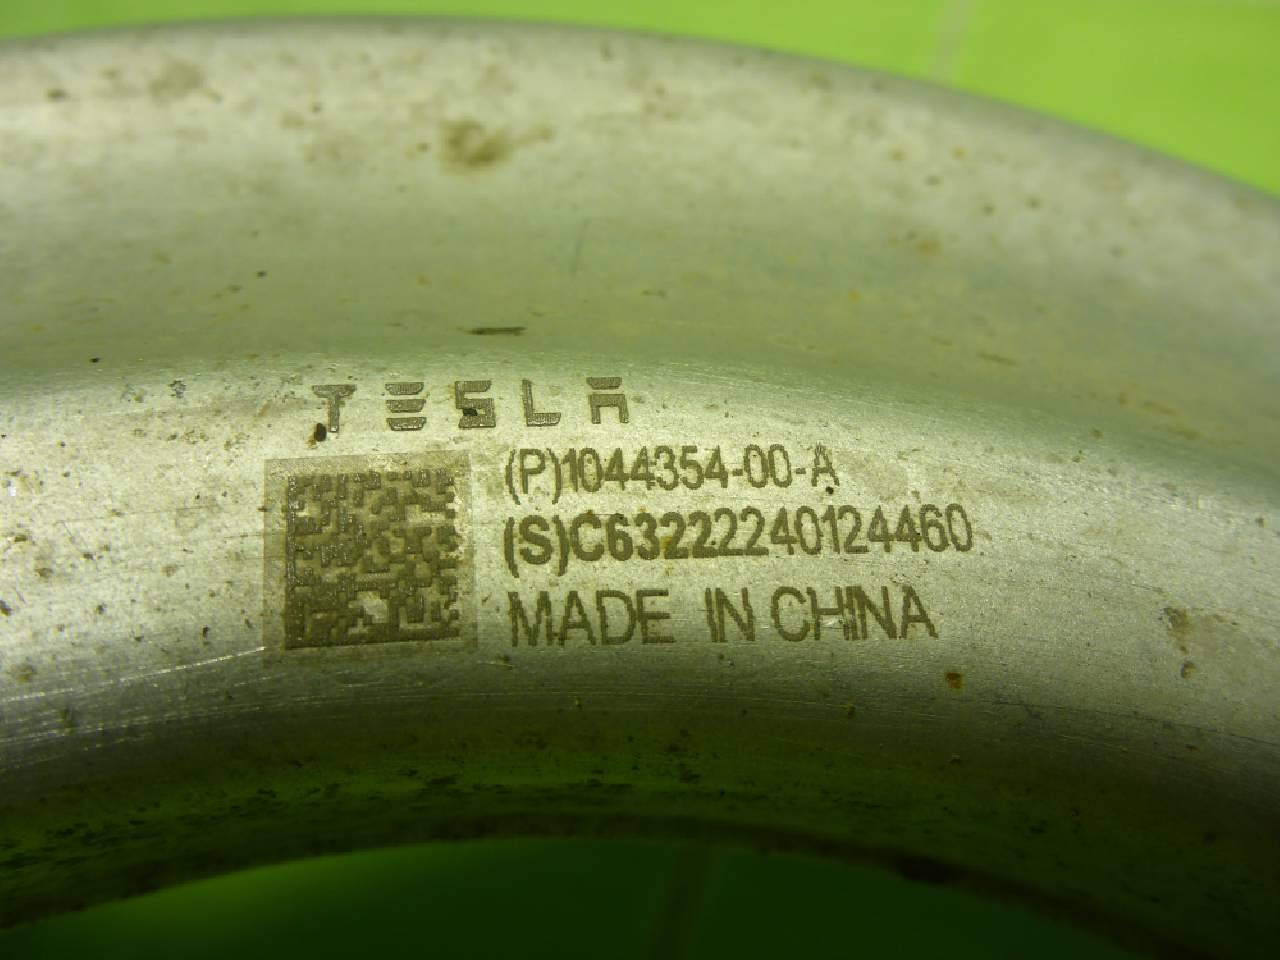 TESLA
(P)1044354-00-A
(S)C63222240124460
MADE IN CHINA